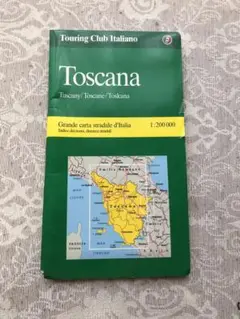 Touring Club Italiano
Toscana
Tuscany/Toscane/Toskana
Grande carta stradale d'Italia
1:200 000